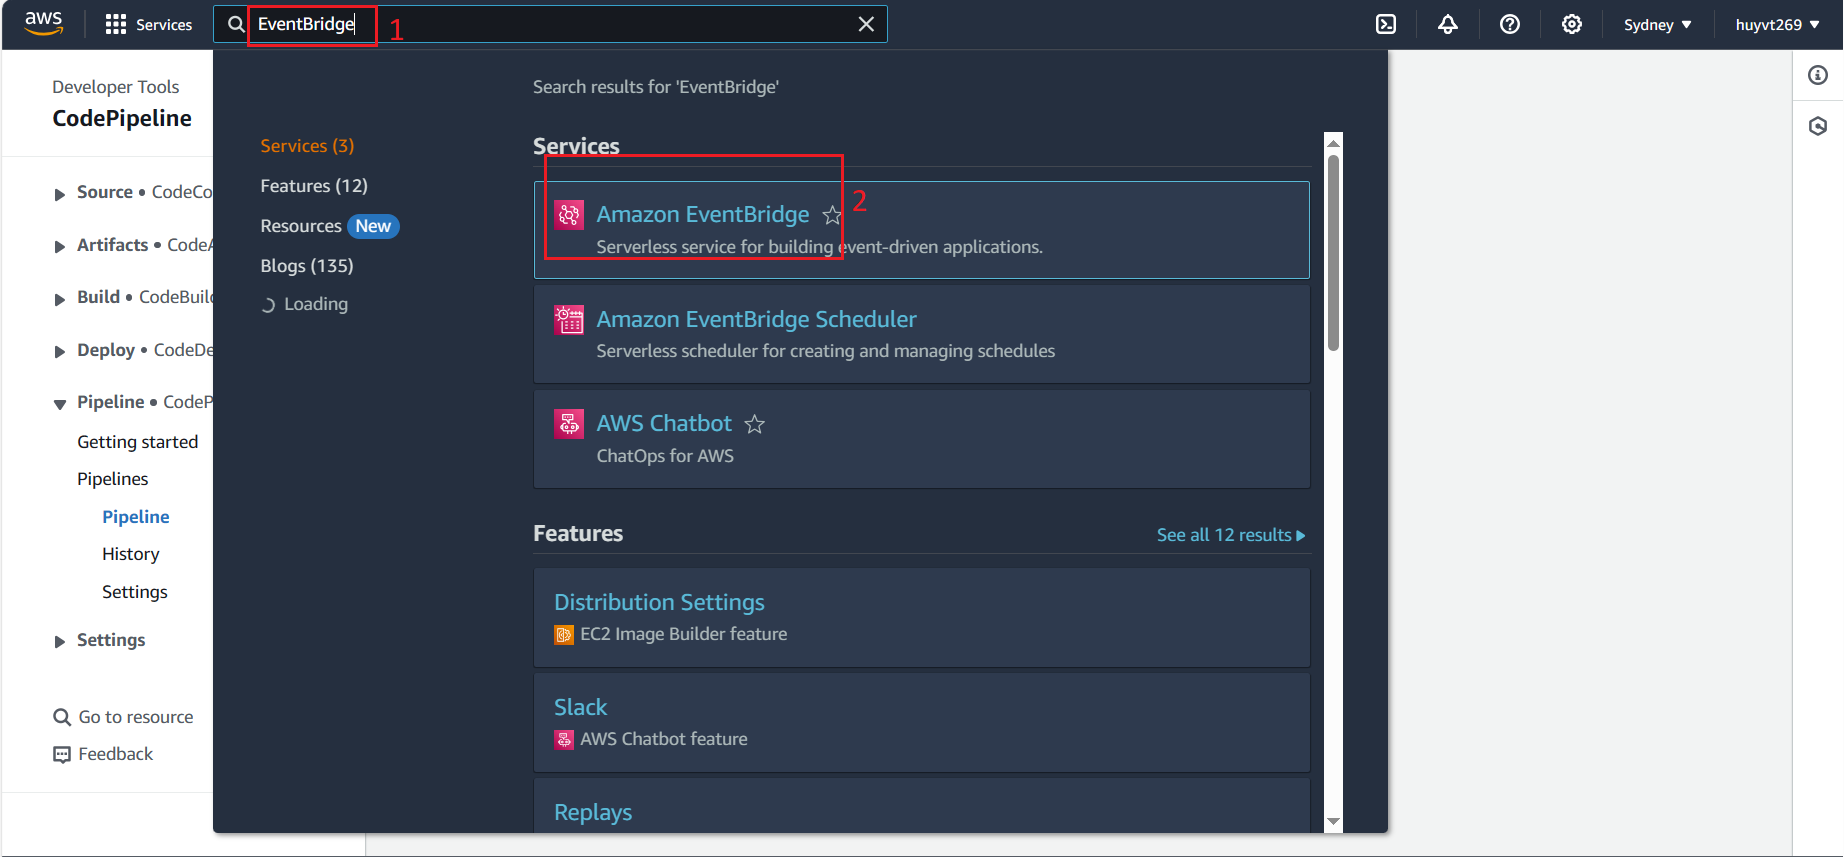 aws
Services
EventBridge
1
Sydney
huyvt269
Developer Tools
CodePipeline
Source • CodeCo
Artifacts • CodeA
Build • CodeBuild
Deploy • CodeDe
Pipeline • CodeP
Getting started
Pipelines
Pipeline
History
Settings
Settings
Go to resource
Feedback
Search results for 'EventBridge'
Services (3)
Features (12)
Resources New
Blogs (135)
Loading
Services
2
Amazon EventBridge
Serverless service for building event-driven applications.
Amazon EventBridge Scheduler
Serverless scheduler for creating and managing schedules
AWS Chatbot
ChatOps for AWS
Features
See all 12 results
Distribution Settings
EC2 Image Builder feature
Slack
AWS Chatbot feature
Replays